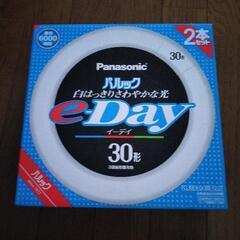 6000
Panasonic
30形
2本
セット
パルック
白はっきりさわやかな光
e-Day
イーデイ
30形
パルック